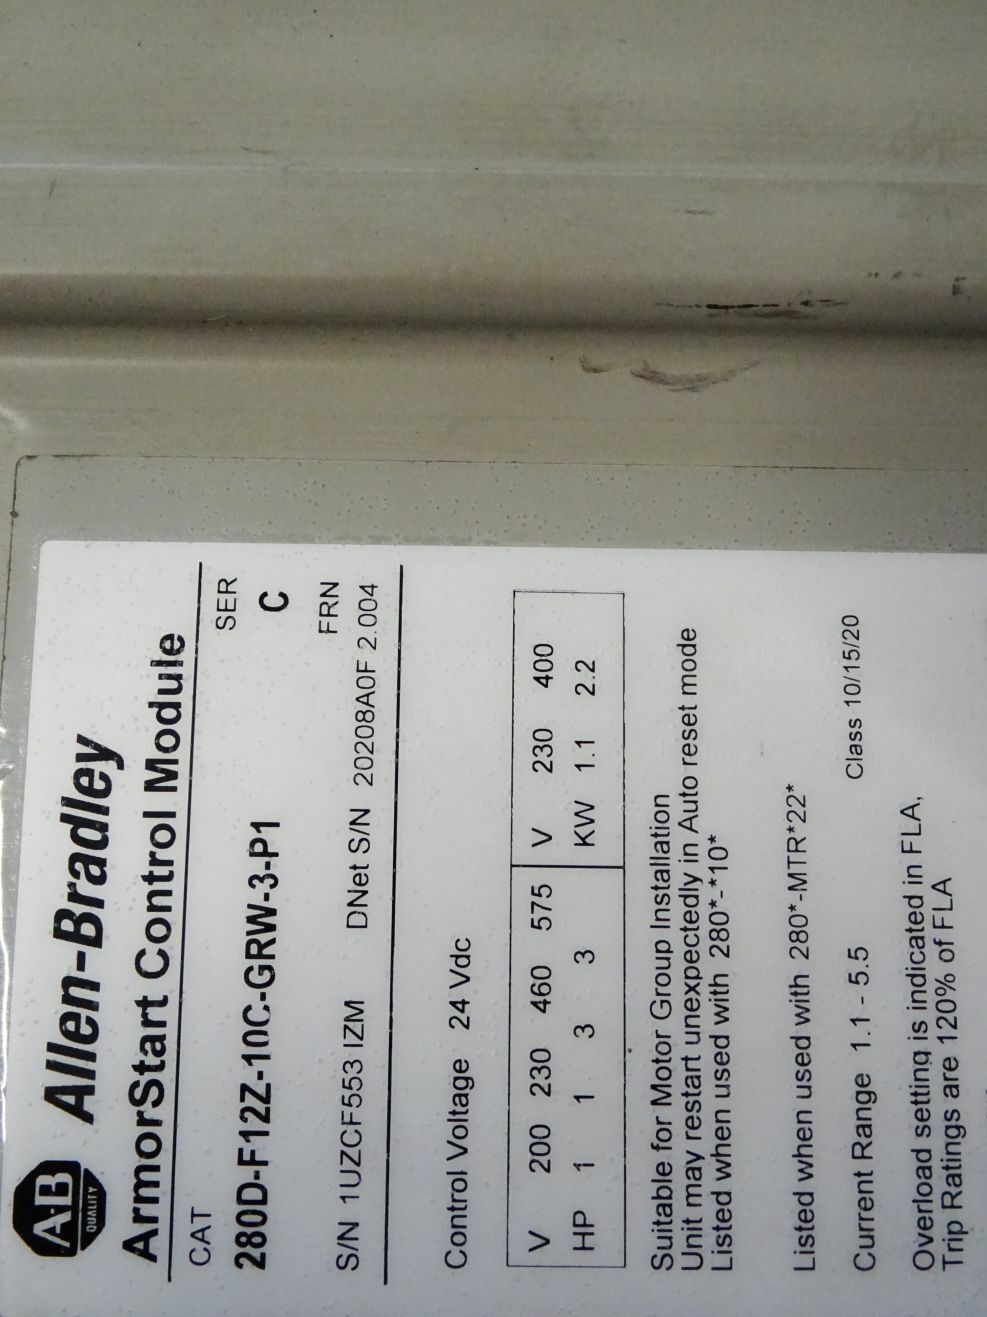 A-B
QUALITY
Allen-Bradley
ArmorStart Control Module
CAT SER
280D-F12Z-10C-GRW-3-P1 C
FRN
S/N 1UZCF553 IZM DNet S/N 20208A0F 2.004
Control Voltage 24 Vdc
V 200 230 460 575 V 230 400
HP 1 1 3 3 KW 1.1 2.2
Suitable for Motor Group Installation
Unit may restart unexpectedly in Auto reset mode
Listed when used with 280*-*10*
Listed when used with 280*-MTR*22*
Current Range 1.1 - 5.5 Class 10/15/20
Overload setting is indicated in FLA,
Trip Ratings are 120% of FLA